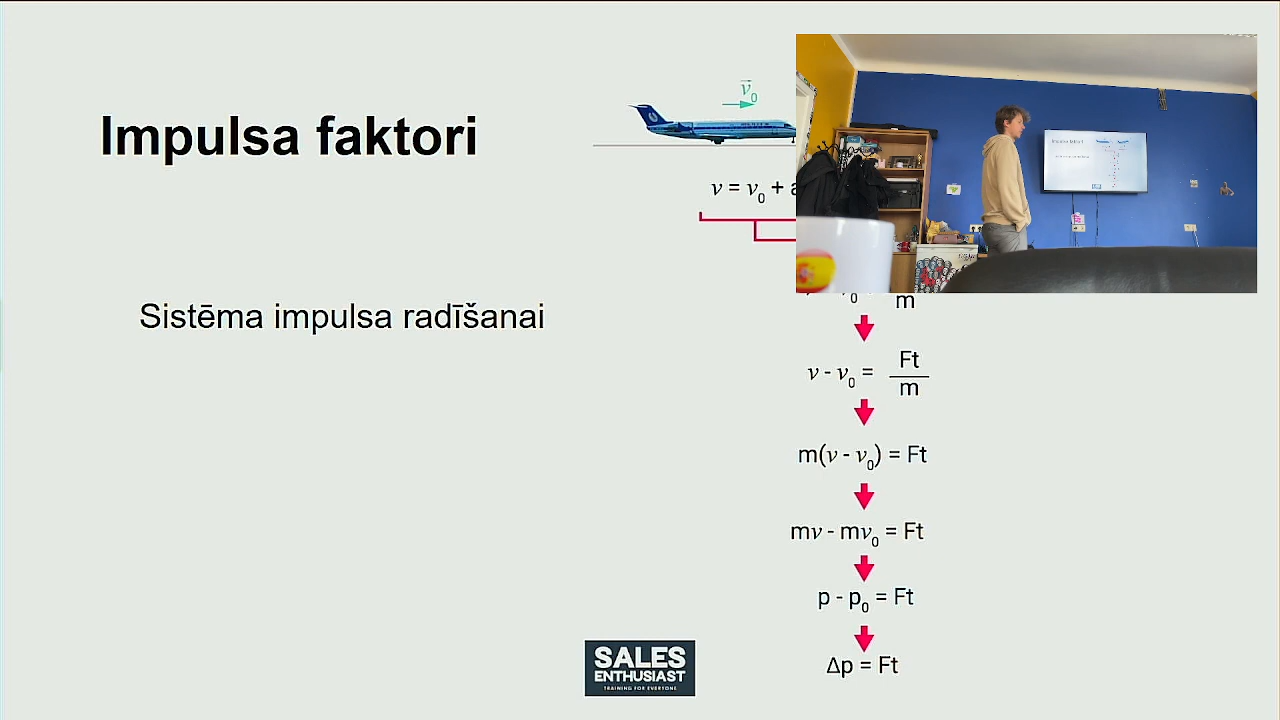 Impulsa faktori
v⃗0
v = v0 + a
Sistēma impulsa radīšanai
m
v - v0 = Ft/m
m(v - v0) = Ft
mv - mv0 = Ft
p - p0 = Ft
Δp = Ft
SALES
ENTHUSIAST
TRAINING FOR EVERYONE